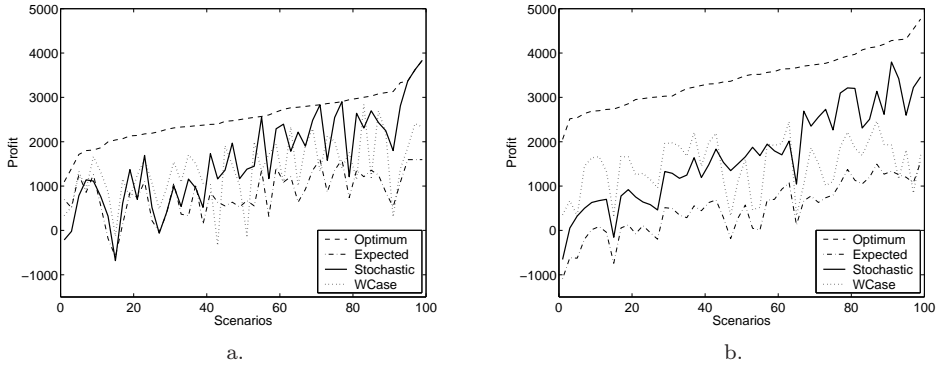 5000
4000
3000
2000
1000
0
−1000
Profit
0 20 40 60 80 100
Scenarios
Optimum
Expected
Stochastic
WCase
a.
5000
4000
3000
2000
1000
0
−1000
Profit
0 20 40 60 80 100
Scenarios
Optimum
Expected
Stochastic
WCase
b.